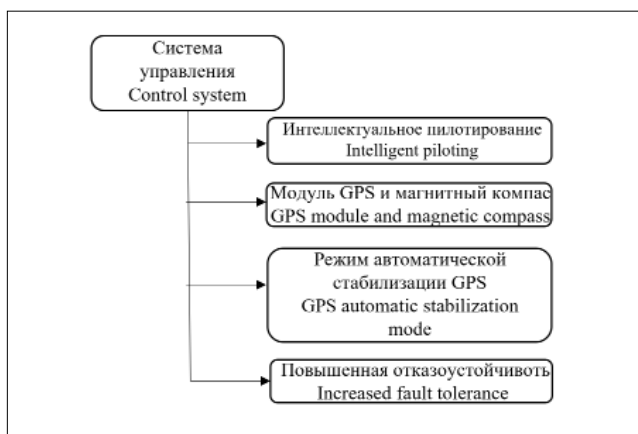 Система
управления
Control system
Интеллектуальное пилотирование
Intelligent piloting
Модуль GPS и магнитный компас
GPS module and magnetic compass
Режим автоматической
стабилизации GPS
GPS automatic stabilization
mode
Повышенная отказоустойчивоть
Increased fault tolerance